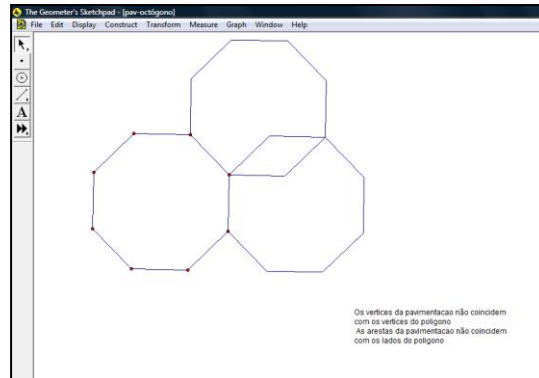 The Geometer's Sketchpad - [pav-oct6gono]
File Edit Display Construct Transform Measure Graph Window Help
A
Os vertices da pavimentacao não coincidem
com os vertices do poligono
As arestas da pavimentacao não coincidem
com os lados do poligono